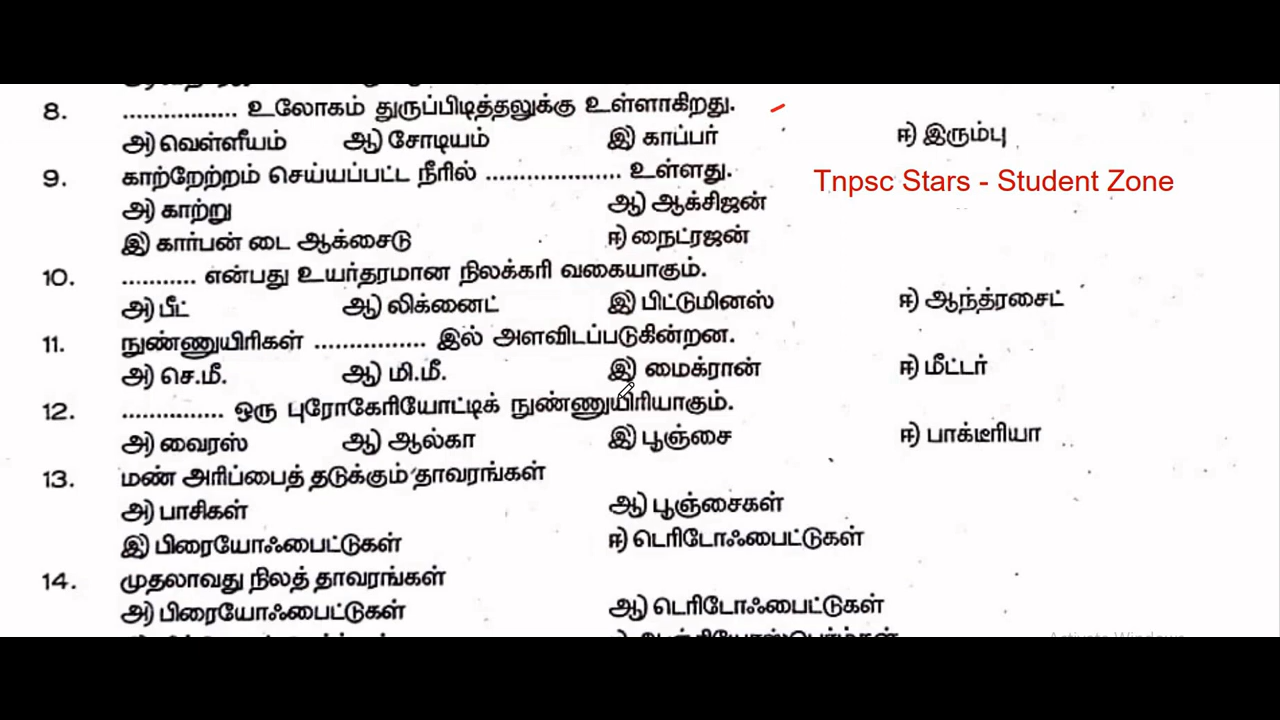 8. ................. உலோகம் துருப்பிடித்தலுக்கு உள்ளாகிறது.
அ) வெள்ளீயம் ஆ) சோடியம் இ) காப்பர் ஈ) இரும்பு
9. காற்றேற்றம் செய்யப்பட்ட நீரில் .................... உள்ளது.
Tnpsc Stars - Student Zone
அ) காற்று ஆ) ஆக்சிஜன்
இ) கார்பன் டை ஆக்சைடு ஈ) நைட்ரஜன்
10. ........... என்பது உயர்தரமான நிலக்கரி வகையாகும்.
அ) பீட் ஆ) லிக்னைட் இ) பிட்டுமினஸ் ஈ) ஆந்த்ரசைட்
11. நுண்ணுயிரிகள் ................ இல் அளவிடப்படுகின்றன.
அ) செ.மீ. ஆ) மி.மீ. இ) மைக்ரான் ஈ) மீட்டர்
12. ............... ஒரு புரோகேரியோட்டிக் நுண்ணுயிரியாகும்.
அ) வைரஸ் ஆ) ஆல்கா இ) பூஞ்சை ஈ) பாக்டீரியா
13. மண் அரிப்பைத் தடுக்கும் தாவரங்கள்
அ) பாசிகள் ஆ) பூஞ்சைகள்
இ) பிரையோஃபைட்டுகள் ஈ) டெரிடோஃபைட்டுகள்
14. முதலாவது நிலத் தாவரங்கள்
அ) பிரையோஃபைட்டுகள் ஆ) டெரிடோஃபைட்டுகள்